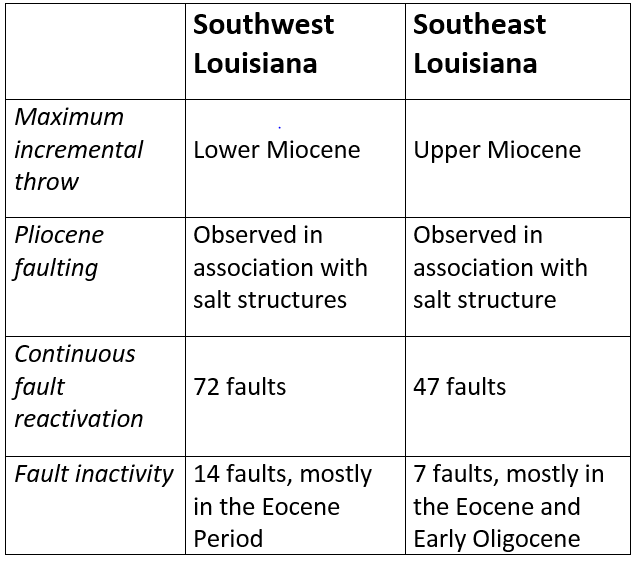 Southwest
Louisiana
Southeast
Louisiana
Maximum
incremental
throw
Lower Miocene
Upper Miocene
Pliocene
faulting
Observed in
association with
salt structures
Observed in
association with
salt structure
Continuous
fault
reactivation
72 faults
47 faults
Fault inactivity
14 faults, mostly
in the Eocene
Period
7 faults, mostly in
the Eocene and
Early Oligocene